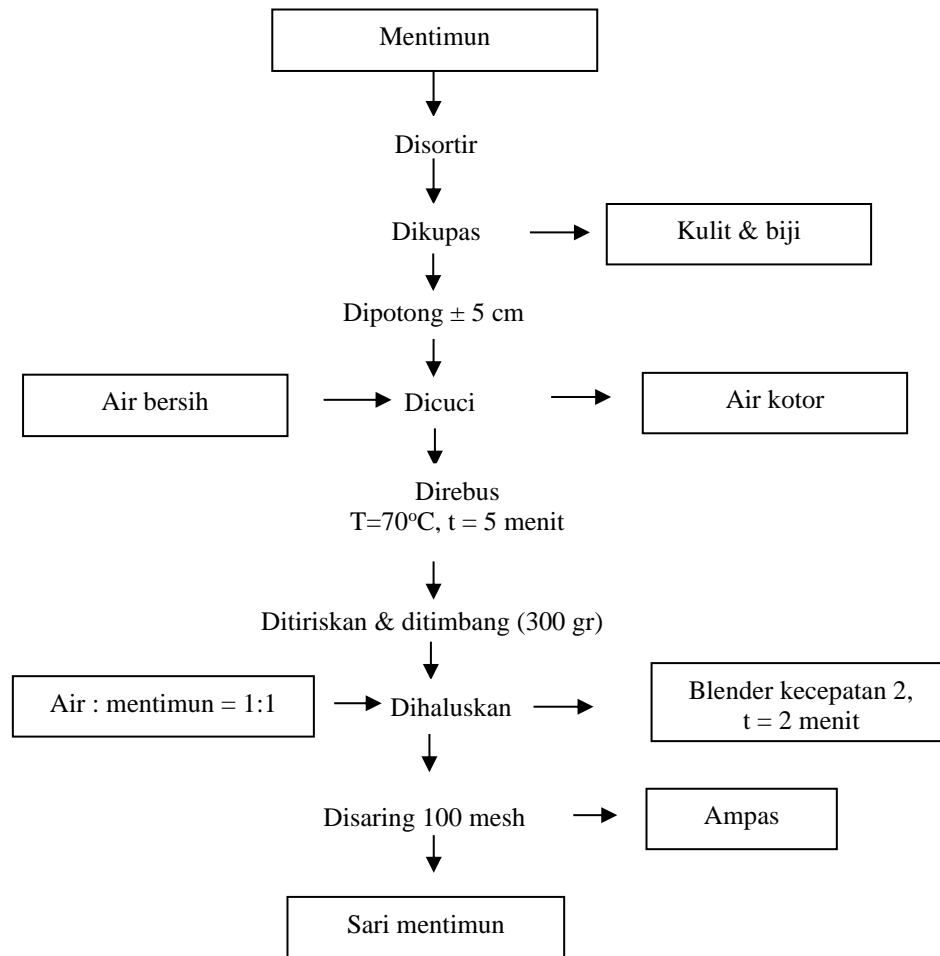 Mentimun
Disortir
Dikupas
Kulit & biji
Dipotong ± 5 cm
Air bersih
Dicuci
Air kotor
Direbus
T=70°C, t = 5 menit
Ditiriskan & ditimbang (300 gr)
Air : mentimun = 1:1
Dihaluskan
Blender kecepatan 2,
t = 2 menit
Disaring 100 mesh
Ampas
Sari mentimun